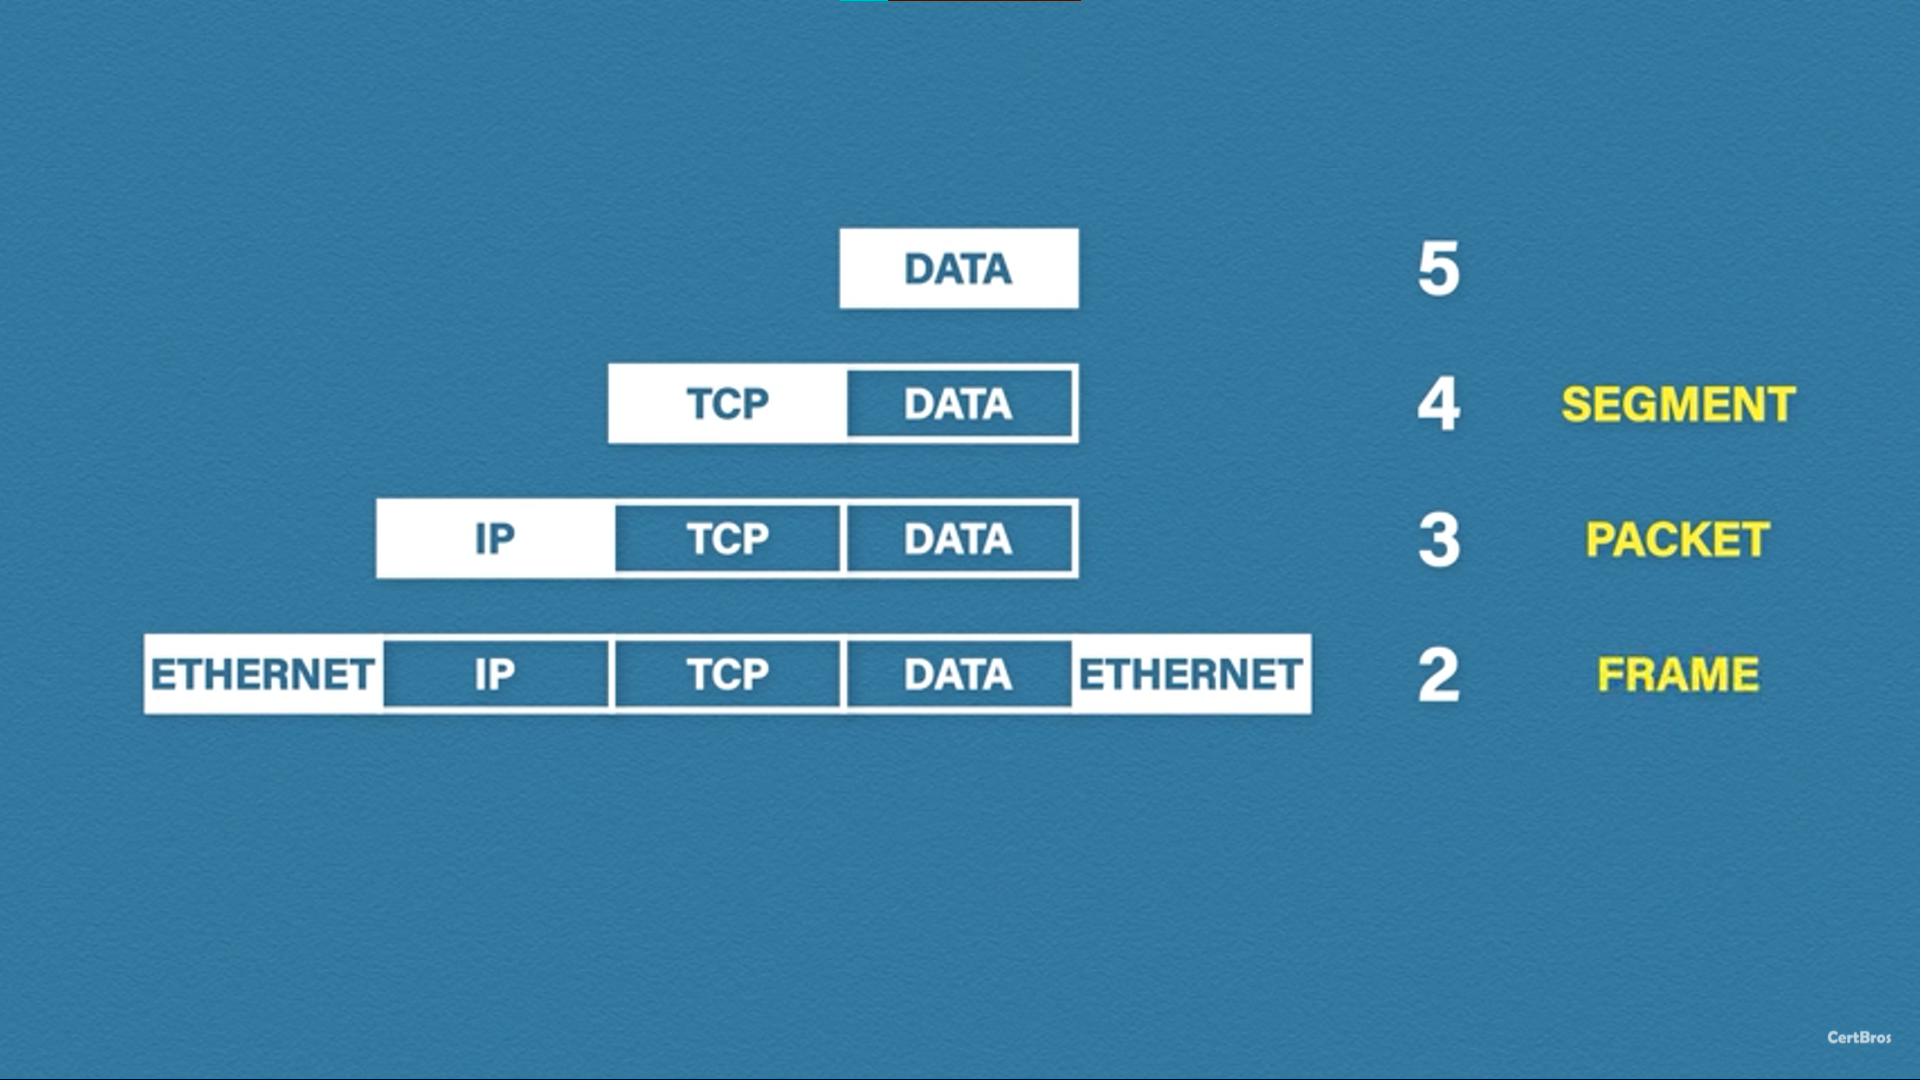 DATA 5
TCP DATA 4 SEGMENT
IP TCP DATA 3 PACKET
ETHERNET IP TCP DATA ETHERNET 2 FRAME
CertBros